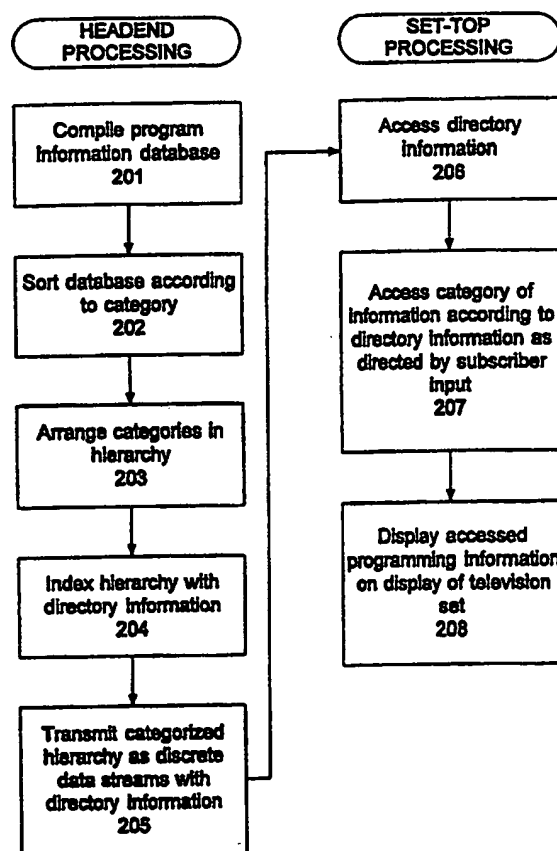 HEADEND
PROCESSING
Compile program
information database
201
Sort database according
to category
202
Arrange categories in
hierarchy
203
Index hierarchy with
directory information
204
Transmit categorized
hierarchy as discrete
data streams with
directory information
205
SET-TOP
PROCESSING
Access directory
information
206
Access category of
information according to
directory information as
directed by subscriber
input
207
Display accessed
programming information
on display of television
set
208